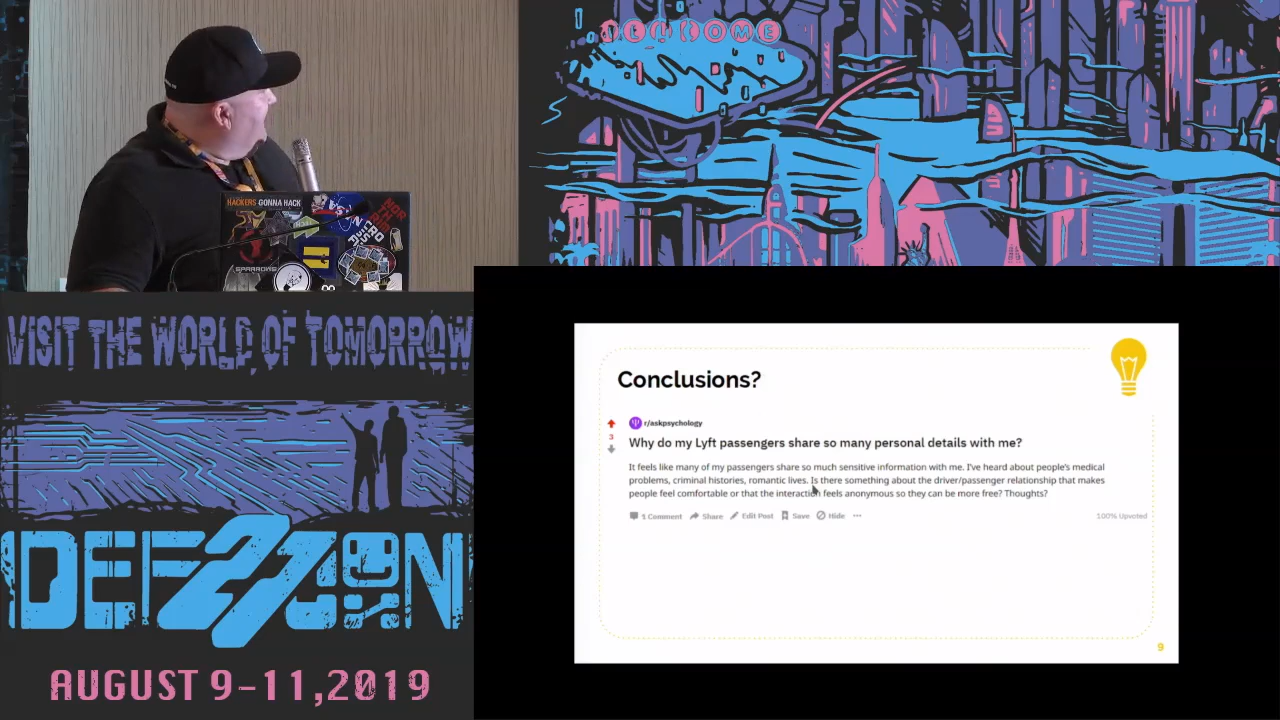 WELCOME
HACKERS GONNA HACK
SPARROWS
VISIT THE WORLD OF TOMORROW
DEF 27 CON
AUGUST 9-11,2019
Conclusions?
r/askpsychology
3
Why do my Lyft passengers share so many personal details with me?
It feels like many of my passengers share so much sensitive information with me. I've heard about people's medical
problems, criminal histories, romantic lives. Is there something about the driver/passenger relationship that makes
people feel comfortable or that the interaction feels anonymous so they can be more free? Thoughts?
1 Comment Share Edit Post Save Hide ...
100% Upvoted
9